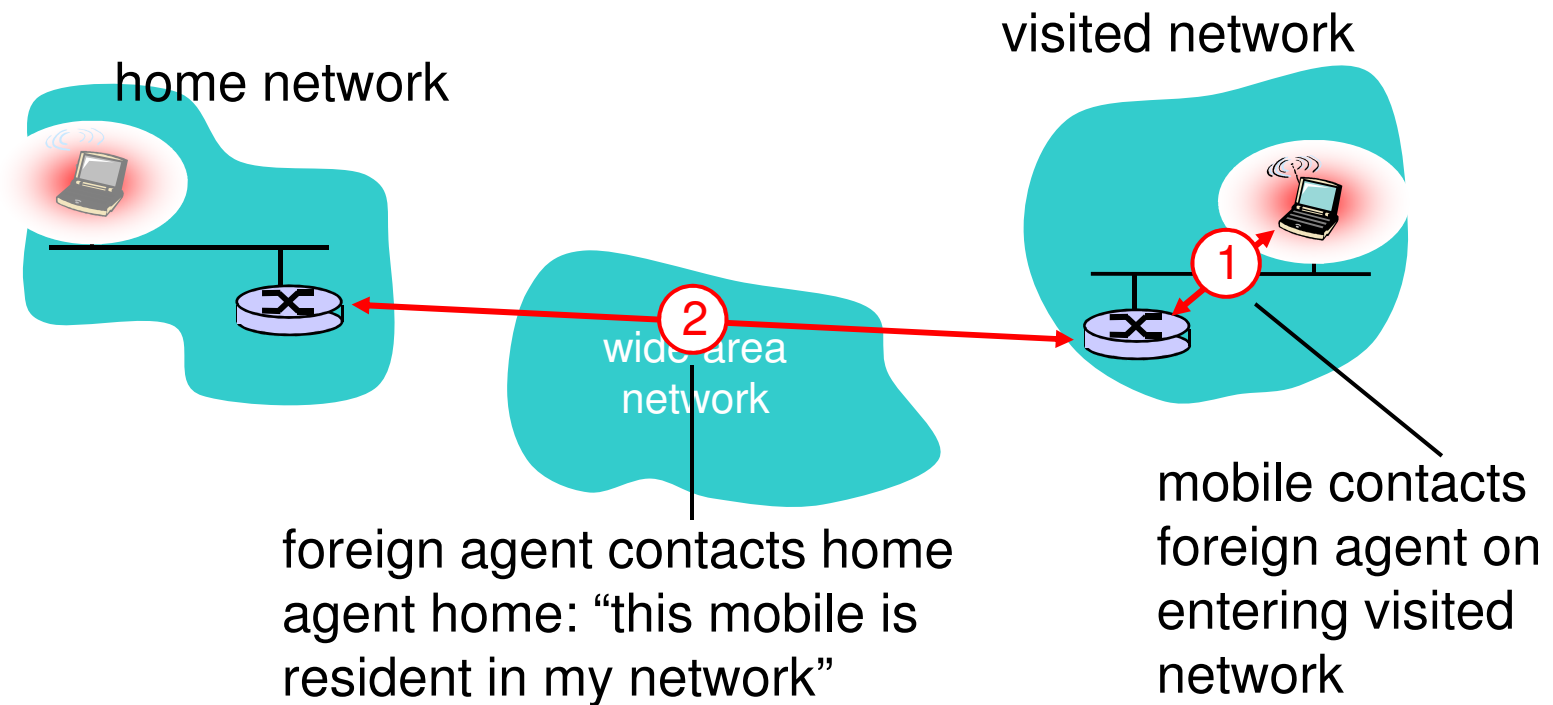 visited network
home network
1
2
wide area
network
foreign agent contacts home
agent home: “this mobile is
resident in my network”
mobile contacts
foreign agent on
entering visited
network